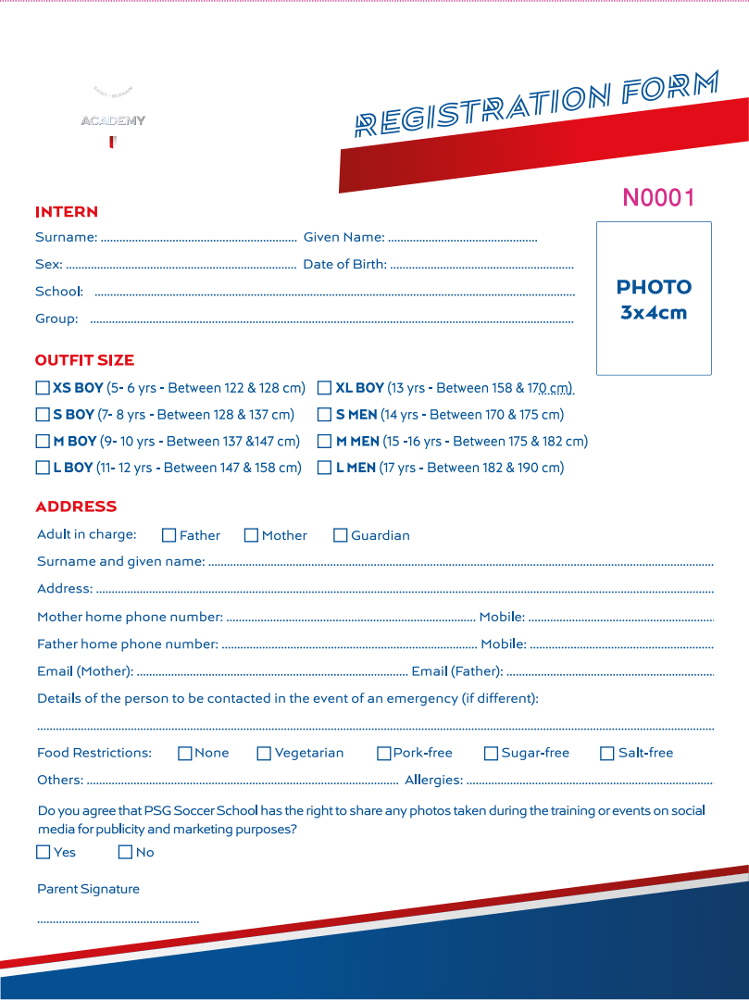 SAINT-GERMAIN
ACADEMY
REGISTRATION FORM
N0001
INTERN
Surname: ................................................................ Given Name: ................................................
Sex: ........................................................................... Date of Birth: ............................................................
School: ............................................................................................................................................................
Group: .............................................................................................................................................................
PHOTO
3x4cm
OUTFIT SIZE
XS BOY (5- 6 yrs - Between 122 & 128 cm) XL BOY (13 yrs - Between 158 & 170 cm)
S BOY (7- 8 yrs - Between 128 & 137 cm) S MEN (14 yrs - Between 170 & 175 cm)
M BOY (9- 10 yrs - Between 137 &147 cm) M MEN (15 -16 yrs - Between 175 & 182 cm)
L BOY (11- 12 yrs - Between 147 & 158 cm) L MEN (17 yrs - Between 182 & 190 cm)
ADDRESS
Adult in charge: Father Mother Guardian
Surname and given name: ....................................................................................................................................
Address: ....................................................................................................................................
Mother home phone number: ................................................................................ Mobile: ............................................................
Father home phone number: .................................................................................. Mobile: ............................................................
Email (Mother): ........................................................................................ Email (Father): ...................................................................
Details of the person to be contacted in the event of an emergency (if different):
....................................................................................................................................
Food Restrictions: None Vegetarian Pork-free Sugar-free Salt-free
Others: ..................................................................................................... Allergies: ................................................................................
Do you agree that PSG Soccer School has the right to share any photos taken during the training or events on social
media for publicity and marketing purposes?
Yes No
Parent Signature
....................................................